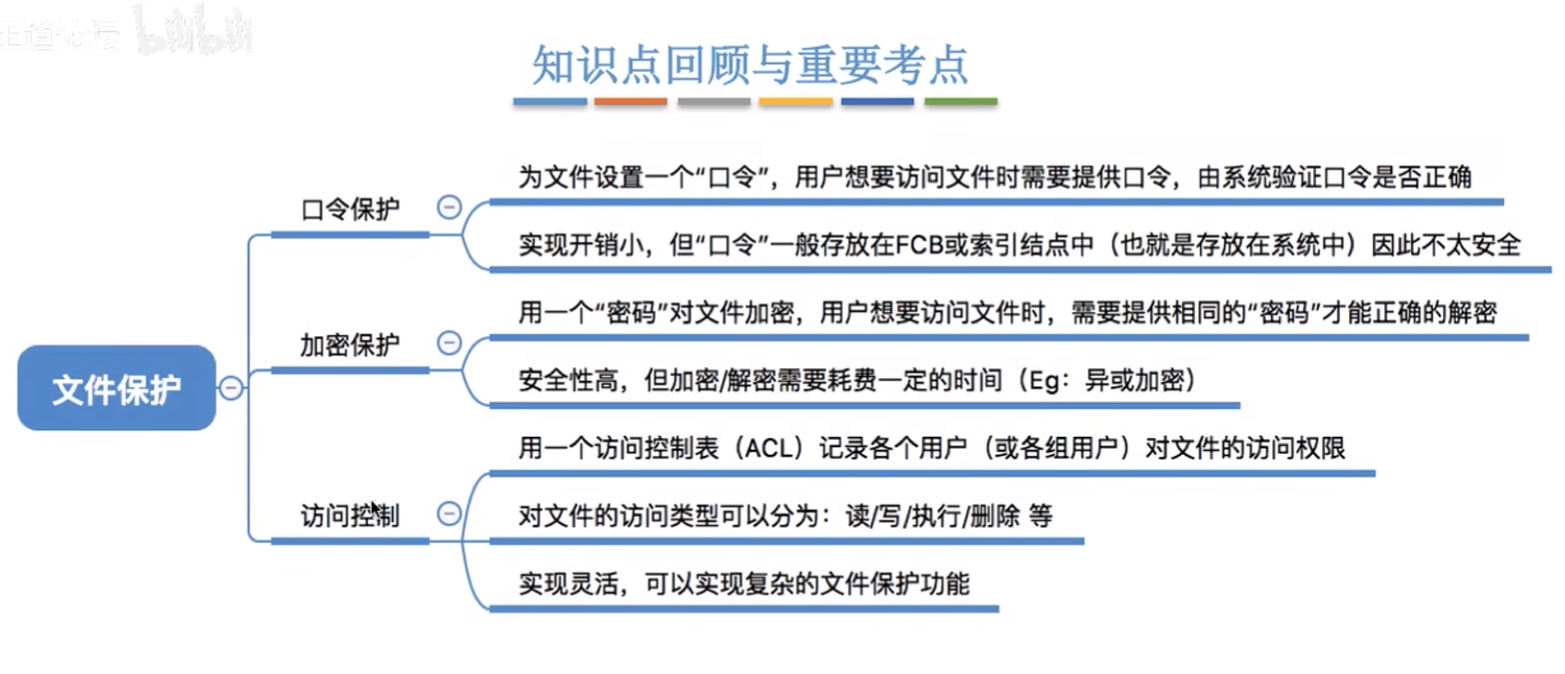 王道论坛 bilibili
知识点回顾与重要考点
为文件设置一个“口令”，用户想要访问文件时需要提供口令，由系统验证口令是否正确
口令保护
实现开销小，但“口令”一般存放在FCB或索引结点中（也就是存放在系统中）因此不太安全
用一个“密码”对文件加密，用户想要访问文件时，需要提供相同的“密码”才能正确的解密
加密保护
安全性高，但加密/解密需要耗费一定的时间（Eg：异或加密）
文件保护
用一个访问控制表（ACL）记录各个用户（或各组用户）对文件的访问权限
访问控制
对文件的访问类型可以分为：读/写/执行/删除 等
实现灵活，可以实现复杂的文件保护功能